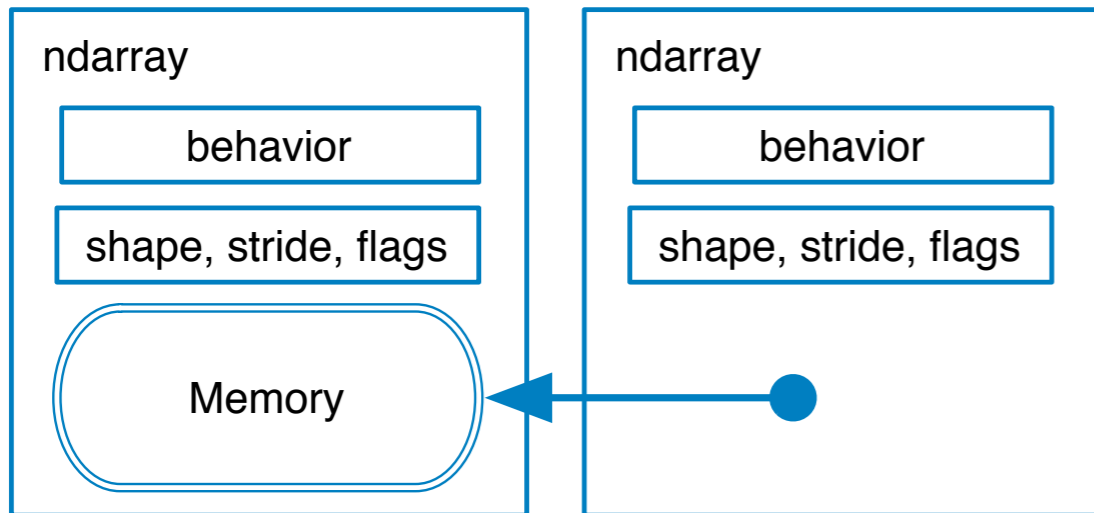 ndarray
behavior
shape, stride, flags
Memory
ndarray
behavior
shape, stride, flags